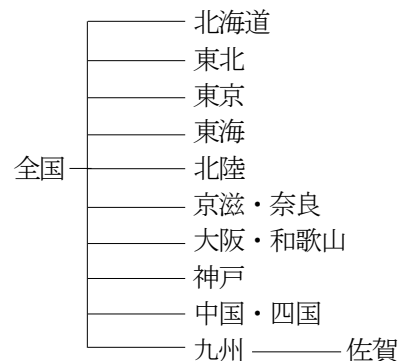 北海道
東北
東京
東海
全国
北陸
京滋・奈良
大阪・和歌山
神戸
中国・四国
九州 佐賀